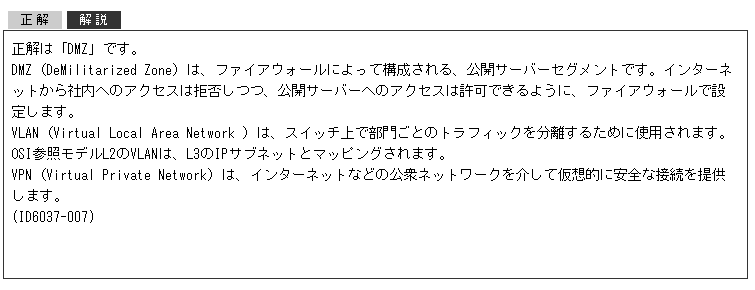 正解 解説
正解は「DMZ」です。
DMZ (DeMilitarized Zone) は、ファイアウォールによって構成される、公開サーバーセグメントです。インターネ
ットから社内へのアクセスは拒否しつつ、公開サーバーへのアクセスは許可できるように、ファイアウォールで設
定します。
VLAN (Virtual Local Area Network ) は、スイッチ上で部門ごとのトラフィックを分離するために使用されます。
OSI参照モデルL2のVLANは、L3のIPサブネットとマッピングされます。
VPN (Virtual Private Network) は、インターネットなどの公衆ネットワークを介して仮想的に安全な接続を提供
します。
(ID6037-007)